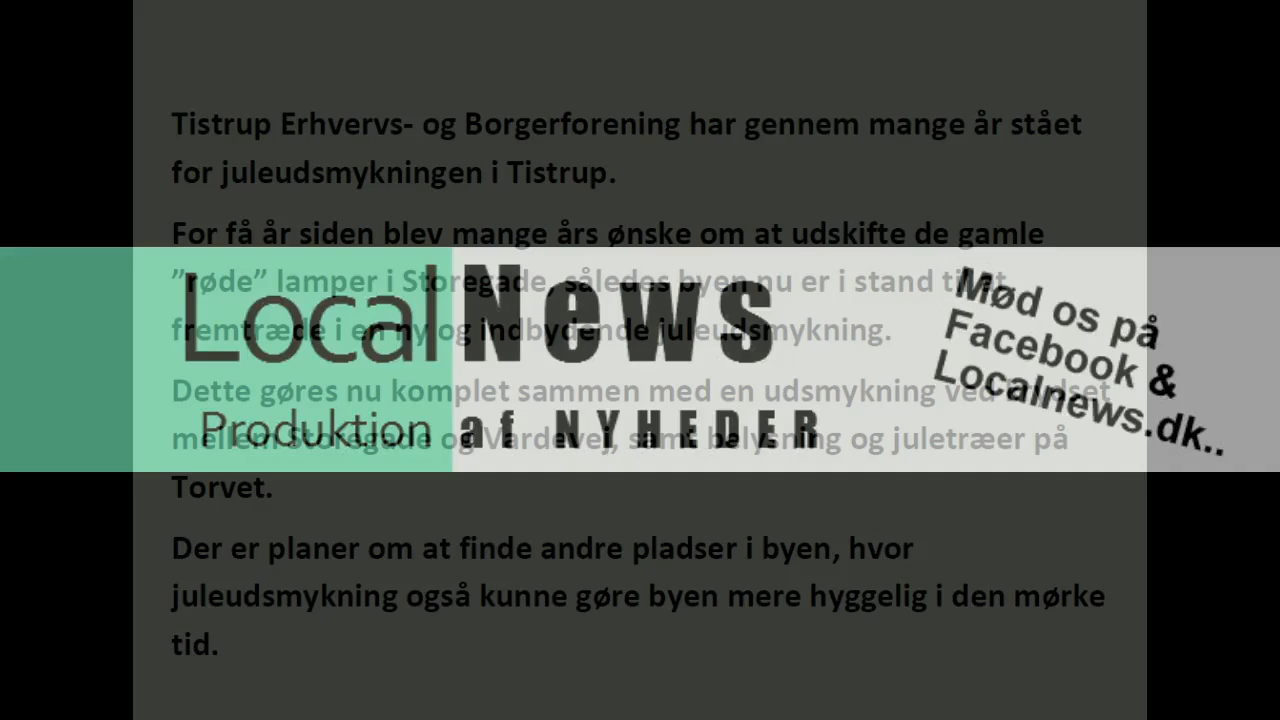 Tistrup Erhvervs- og Borgerforening har gennem mange år stået
for juleudsmykningen i Tistrup.
For få år siden blev mange års ønske om at udskifte de gamle
”røde” lamper i Storegade, således byen nu er i stand til at
fremtræde i en ny og indbydende juleudsmykning.
Dette gøres nu komplet sammen med en udsmykning ved
mellem Storegade og Vardevej, samt belysning og juletræer på
Torvet.
Der er planer om at finde andre pladser i byen, hvor
juleudsmykning også kunne gøre byen mere hyggelig i den mørke
tid.
Local News
Produktion af NYHEDER
Mød os på
Facebook &
Localnews.dk..